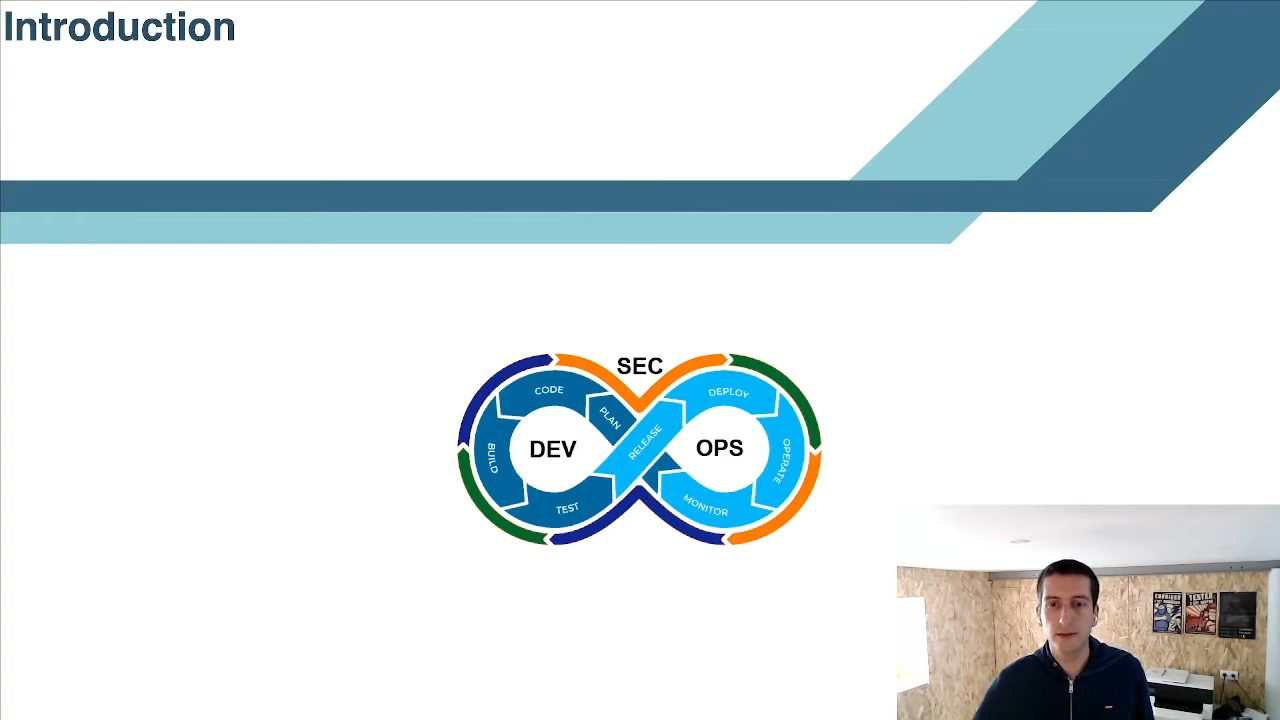 Introduction
SEC
CODE
PLAN
DEPLOY
BUILD
DEV
RELEASE
OPS
OPERATE
TEST
MONITOR